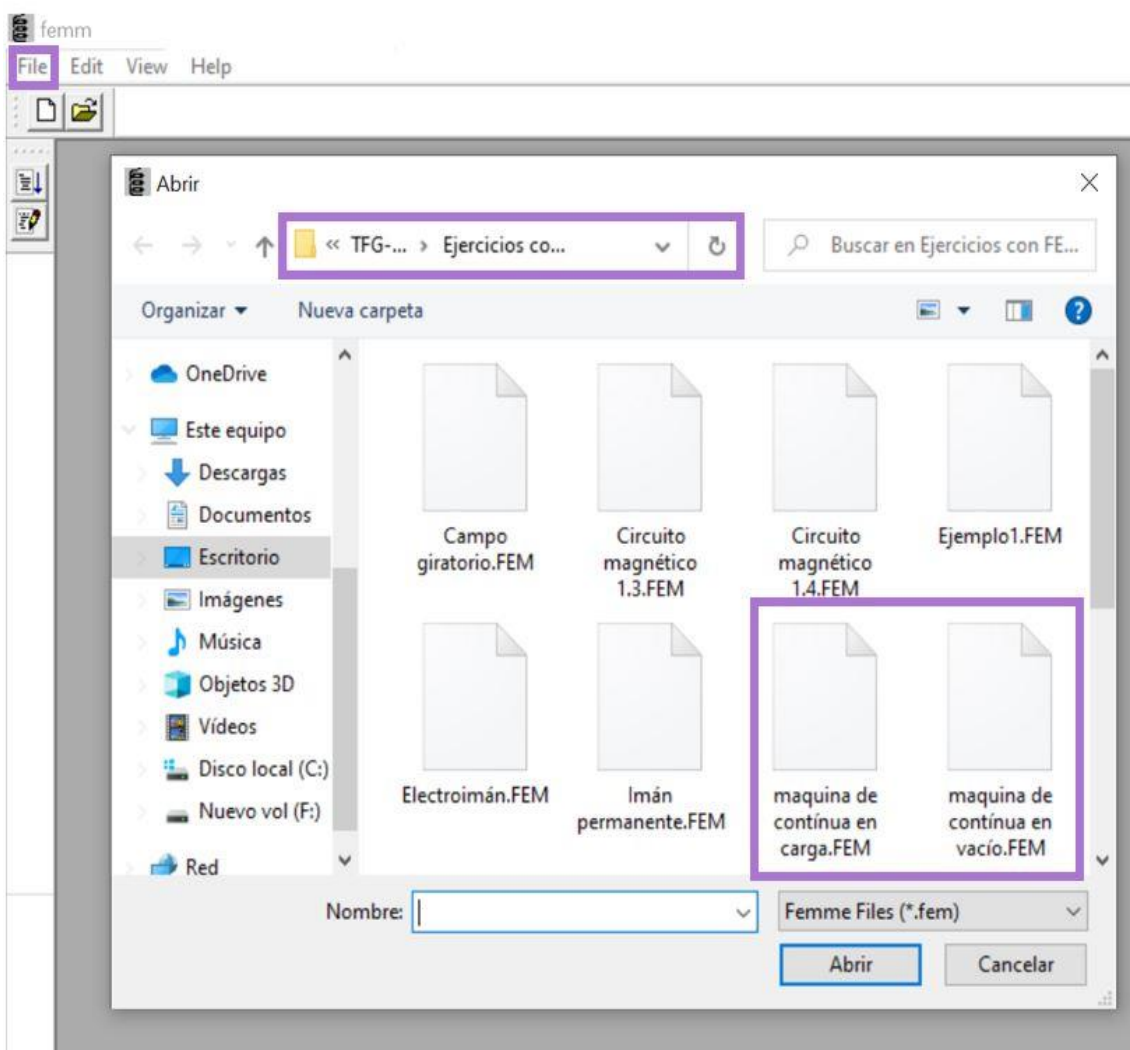 femm
File Edit View Help
Abrir
« TFG-... › Ejercicios co...
Buscar en Ejercicios con FE...
Organizar
Nueva carpeta
OneDrive
Este equipo
Descargas
Documentos
Escritorio
Imágenes
Música
Objetos 3D
Vídeos
Disco local (C:)
Nuevo vol (F:)
Red
Campo
giratorio.FEM
Circuito
magnético
1.3.FEM
Circuito
magnético
1.4.FEM
Ejemplo1.FEM
Electroimán.FEM
Imán
permanente.FEM
maquina de
contínua en
carga.FEM
maquina de
contínua en
vacío.FEM
Nombre:
Femme Files (*.fem)
Abrir
Cancelar